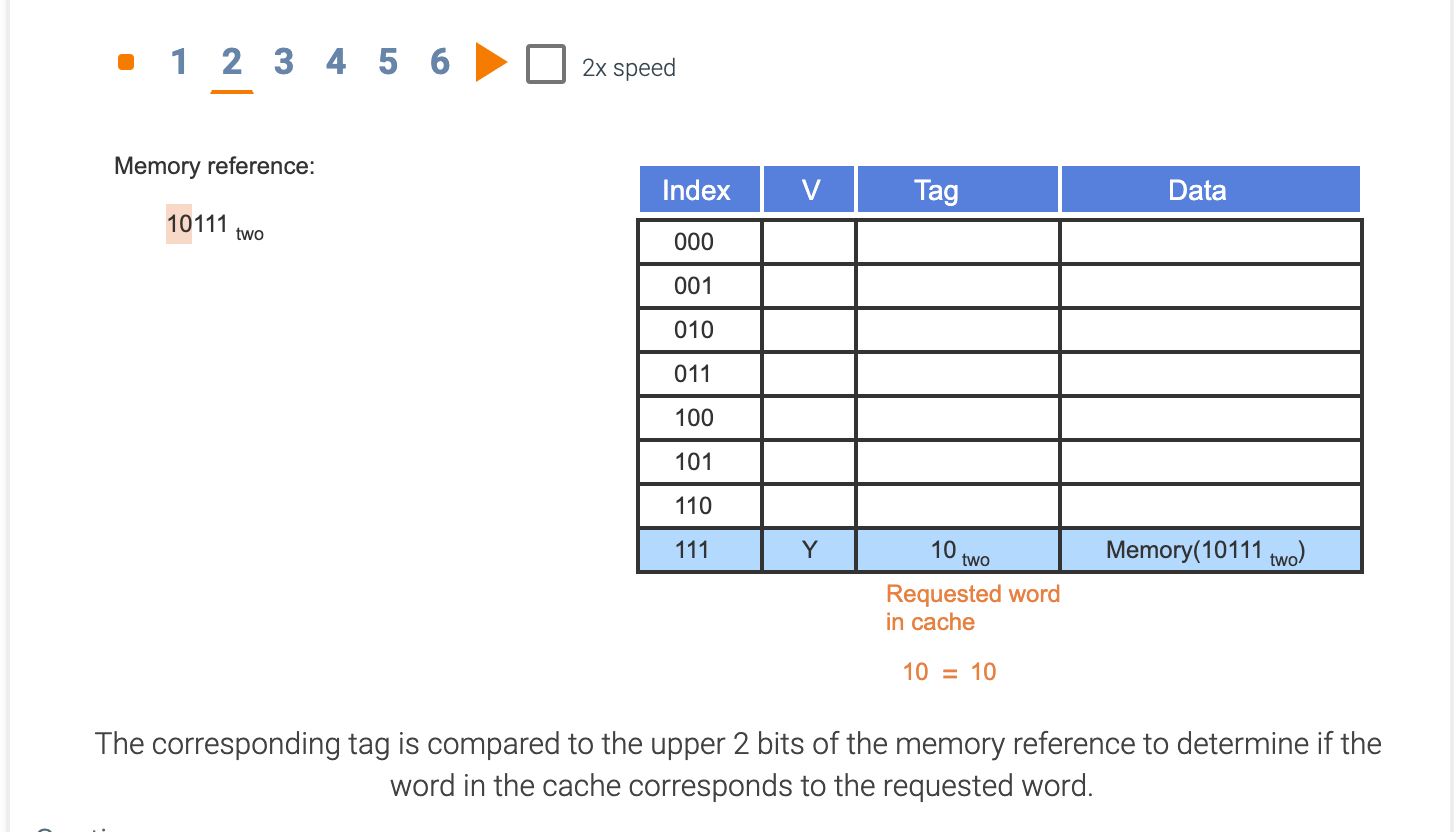 1 2 3 4 5 6 2x speed
Memory reference:
10111 two
Index V Tag Data
000
001
010
011
100
101
110
111 Y 10 two Memory(10111 two)
Requested word
in cache
10 = 10
The corresponding tag is compared to the upper 2 bits of the memory reference to determine if the
word in the cache corresponds to the requested word.